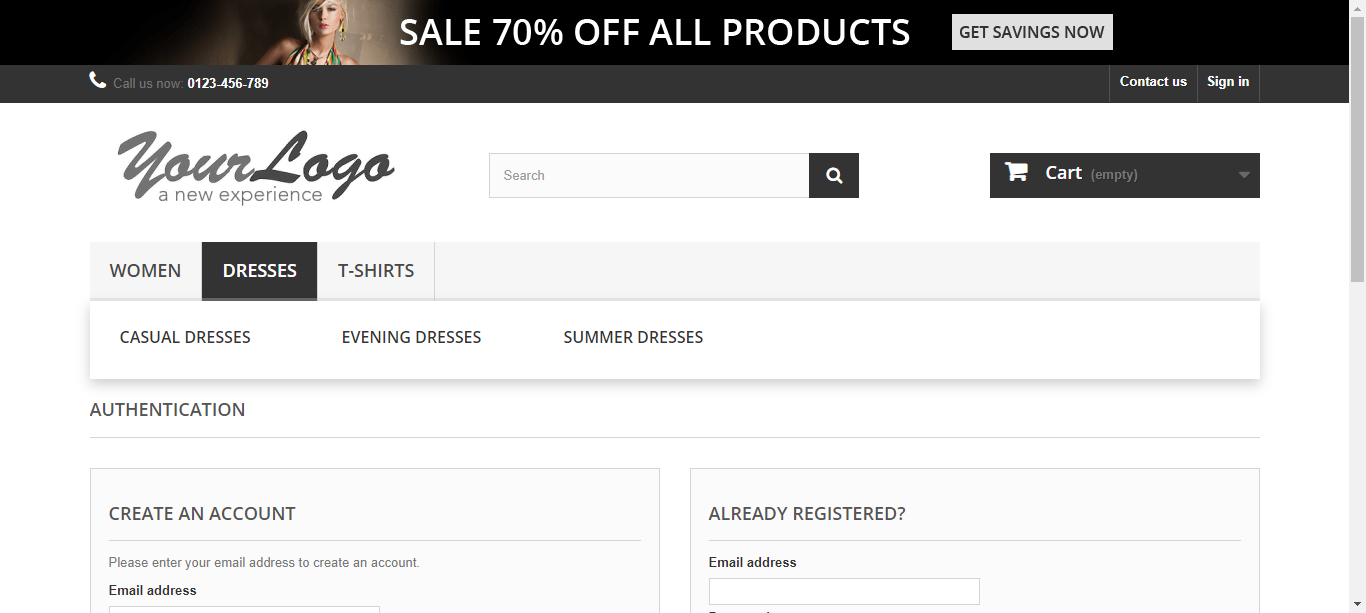 SALE 70% OFF ALL PRODUCTS GET SAVINGS NOW
Call us now: 0123-456-789 Contact us Sign in
Your Logo
a new experience
Search
Cart (empty)
WOMEN DRESSES T-SHIRTS
CASUAL DRESSES EVENING DRESSES SUMMER DRESSES
AUTHENTICATION
CREATE AN ACCOUNT
Please enter your email address to create an account.
Email address
ALREADY REGISTERED?
Email address